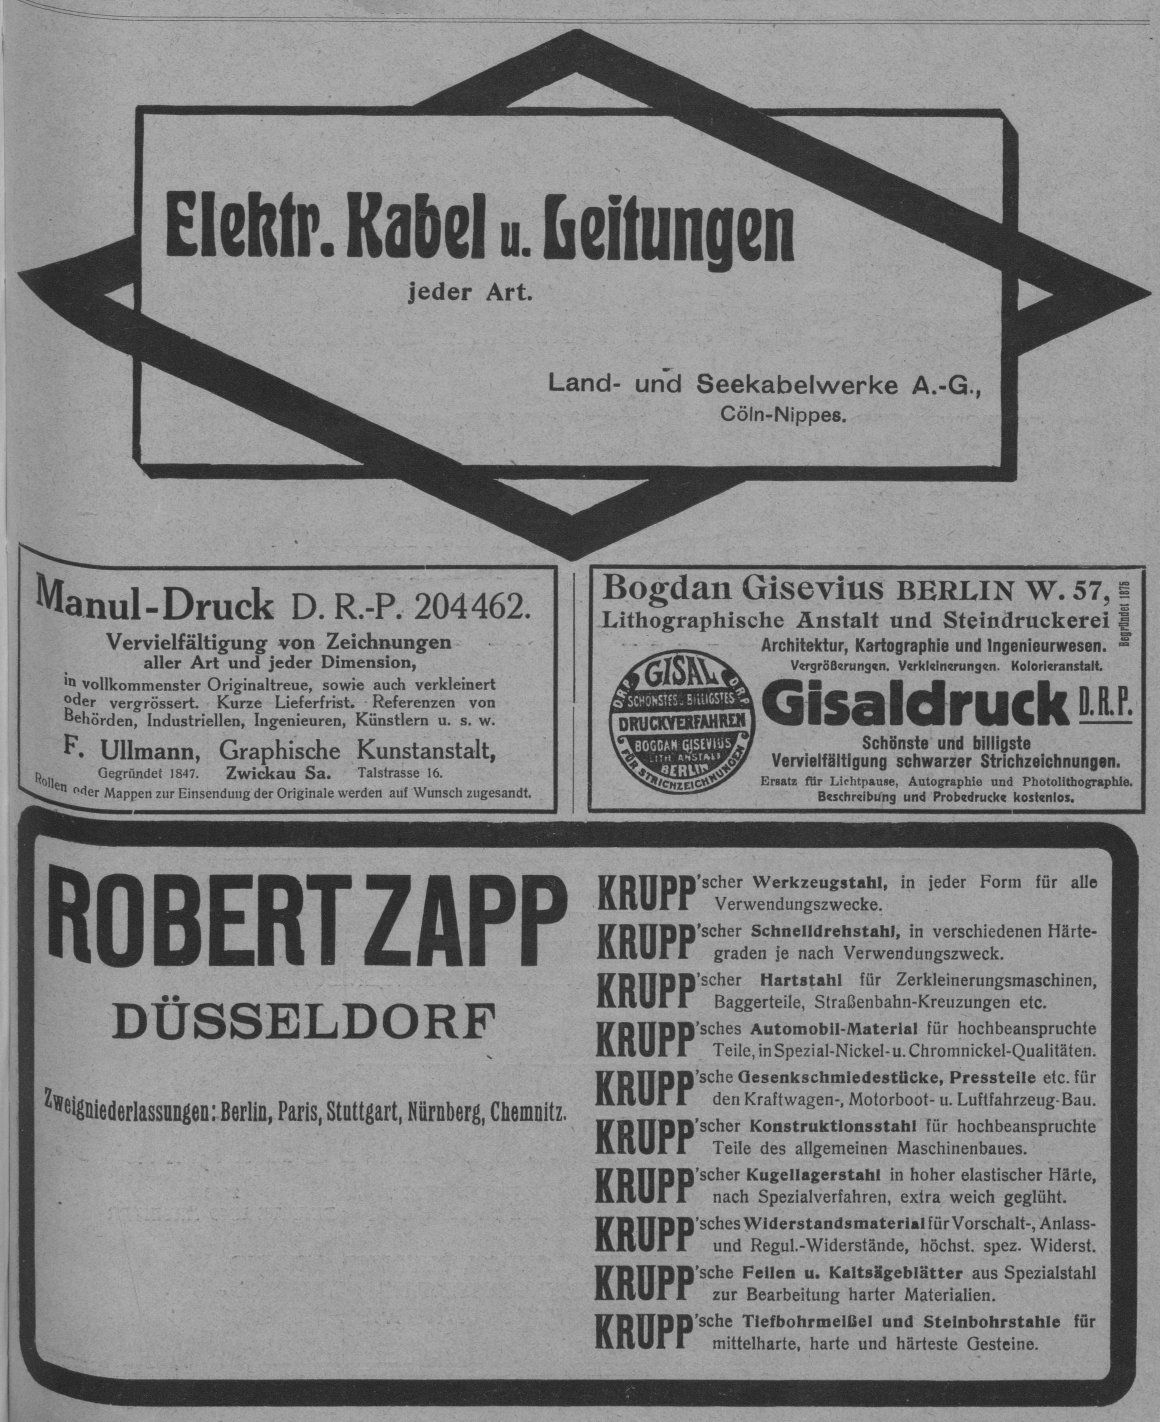 Elektr. Kabel u. Leitungen
jeder Art.
Land- und Seekabelwerke A.-G.,
Cöln-Nippes.
Manul-Druck D. R.-P. 204462.
Vervielfältigung von Zeichnungen
aller Art und jeder Dimension,
in vollkommenster Originaltreue, sowie auch verkleinert
oder vergrössert. Kurze Lieferfrist. Referenzen von
Behörden, Industriellen, Ingenieuren, Künstlern u. s. w.
F. Ullmann, Graphische Kunstanstalt,
Gegründet 1847. Zwickau Sa. Talstrasse 16.
Rollen oder Mappen zur Einsendung der Originale werden auf Wunsch zugesandt.
Bogdan Gisevius BERLIN W. 57,
Begründet 1875
Lithographische Anstalt und Steindruckerei
Architektur, Kartographie und Ingenieurwesen.
Vergrößerungen. Verkleinerungen. Kolorieranstalt.
GISAL
D.R.P. D.R.P.
SCHÖNSTES u. BILLIGSTES
DRUCKVERFAHREN
BOGDAN GISEVIUS
LITH. ANSTALT
BERLIN
FÜR STRICHZEICHNUNGEN
Gisaldruck D.R.P.
Schönste und billigste
Vervielfältigung schwarzer Strichzeichnungen.
Ersatz für Lichtpause, Autographie und Photolithographie.
Beschreibung und Probedrucke kostenlos.
ROBERT ZAPP
DÜSSELDORF
Zweigniederlassungen: Berlin, Paris, Stuttgart, Nürnberg, Chemnitz.
KRUPP'scher Werkzeugstahl, in jeder Form für alle
Verwendungszwecke.
KRUPP'scher Schnelldrehstahl, in verschiedenen Härte-
graden je nach Verwendungszweck.
KRUPP'scher Hartstahl für Zerkleinerungsmaschinen,
Baggerteile, Straßenbahn-Kreuzungen etc.
KRUPP'sches Automobil-Material für hochbeanspruchte
Teile, in Spezial-Nickel- u. Chromnickel-Qualitäten.
KRUPP'sche Gesenkschmiedestücke, Pressteile etc. für
den Kraftwagen-, Motorboot- u. Luftfahrzeug-Bau.
KRUPP'scher Konstruktionsstahl für hochbeanspruchte
Teile des allgemeinen Maschinenbaues.
KRUPP'scher Kugellagerstahl in hoher elastischer Härte,
nach Spezialverfahren, extra weich geglüht.
KRUPP'sches Widerstandsmaterial für Vorschalt-, Anlass-
und Regul.-Widerstände, höchst. spez. Widerst.
KRUPP'sche Feilen u. Kaltsägeblätter aus Spezialstahl
zur Bearbeitung harter Materialien.
KRUPP'sche Tiefbohrmeißel und Steinbohrstahle für
mittelharte, harte und härteste Gesteine.